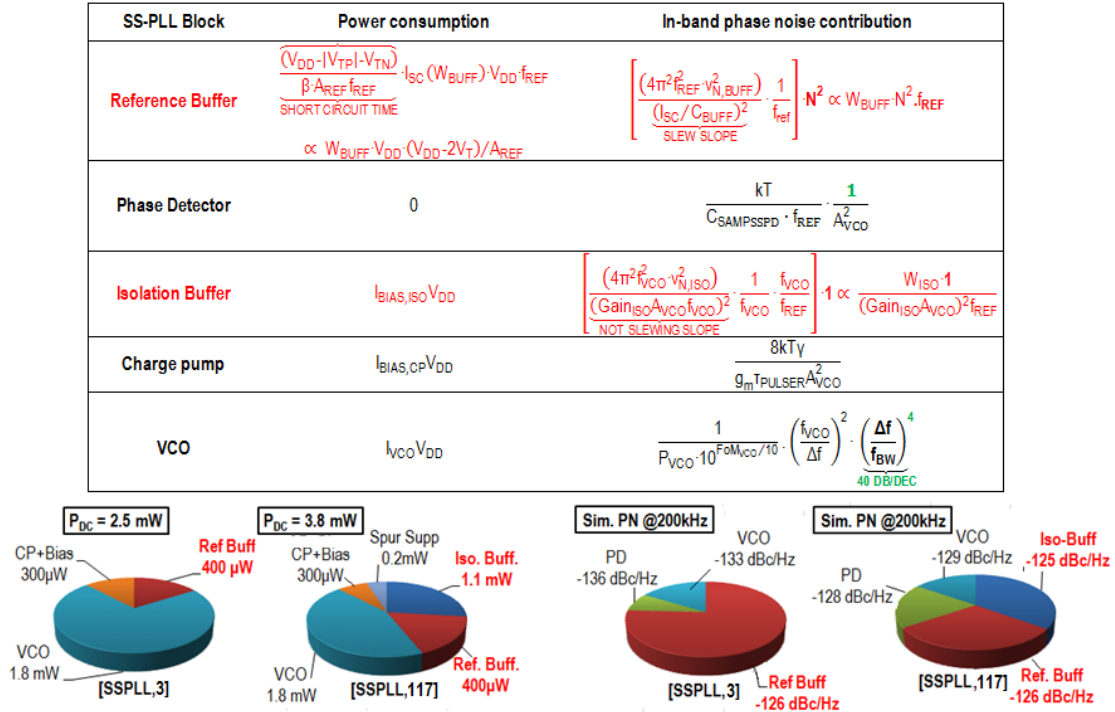 SS-PLL Block Power consumption In-band phase noise contribution
Reference Buffer
(V_DD-|V_TP|-V_TN)
β·A_REF f_REF
·I_SC(W_BUFF)·V_DD·f_REF
SHORT CIRCUIT TIME
∝ W_BUFF·V_DD·(V_DD-2V_T)/A_REF
[(4π²f²_REF·v²_N,BUFF) / (I_SC/C_BUFF)² · 1/f_ref]·N² ∝ W_BUFF·N².f_REF
SLEW SLOPE
Phase Detector
0
kT / (C_SAMPSSPD · f_REF) · 1/A²_VCO
Isolation Buffer
I_BIAS,ISO V_DD
[(4π²f²_VCO·v²_N,ISO) / (Gain_ISO A_VCO f_VCO)² · 1/f_VCO · f_VCO/f_REF]·1 ∝ W_ISO·1 / ((Gain_ISO A_VCO)² f_REF)
NOT SLEWING SLOPE
Charge pump
I_BIAS,CP V_DD
8kTγ / (g_m τ_PULSER A²_VCO)
VCO
I_VCO V_DD
1 / (P_VCO·10^(FoM_VCO/10)) · (f_VCO/Δf)² · (Δf/f_BW)⁴
40 DB/DEC
P_DC = 2.5 mW
CP+Bias
300µW
Ref Buff
400 µW
VCO
1.8 mW
[SSPLL,3]
P_DC = 3.8 mW
Spur Supp
0.2mW
CP+Bias
300µW
Iso. Buff.
1.1 mW
VCO
1.8 mW
Ref. Buff.
400µW
[SSPLL,117]
Sim. PN @200kHz
VCO
-133 dBc/Hz
PD
-136 dBc/Hz
[SSPLL,3]
Ref Buff
-126 dBc/Hz
Sim. PN @200kHz
VCO
-129 dBc/Hz
Iso-Buff
-125 dBc/Hz
PD
-128 dBc/Hz
[SSPLL,117]
Ref. Buff
-126 dBc/Hz